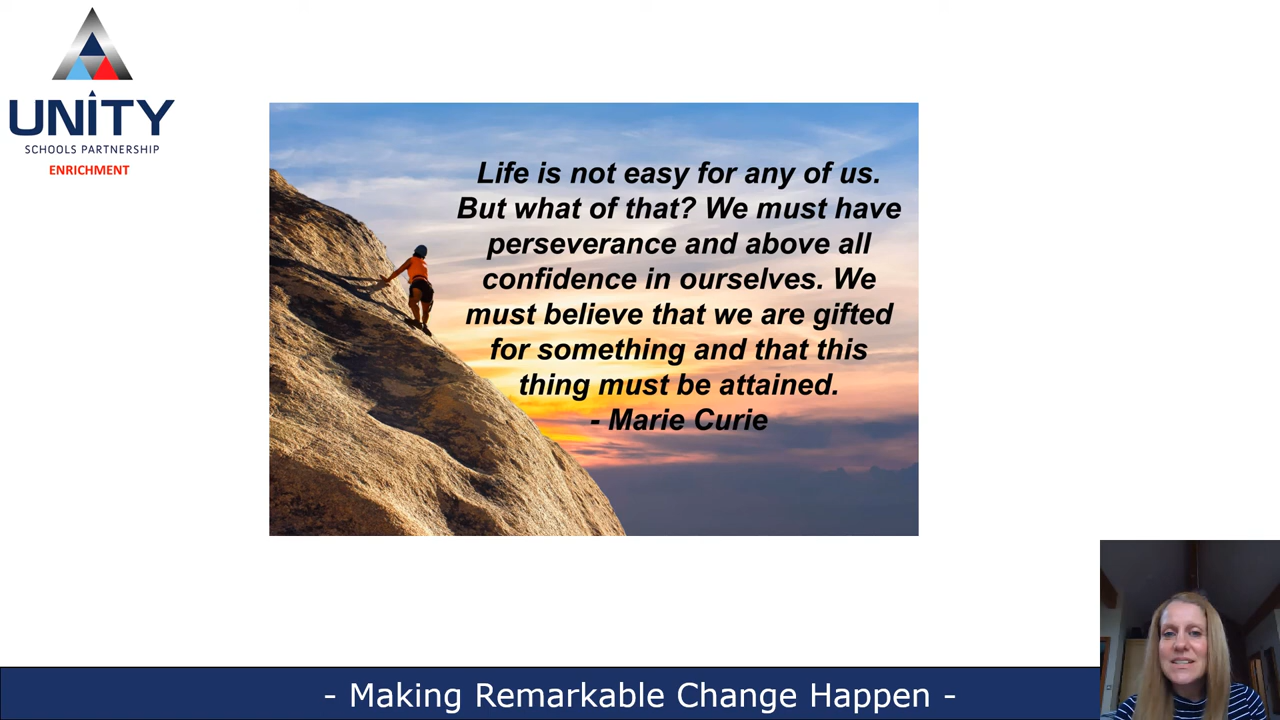 UNITY
SCHOOLS PARTNERSHIP
ENRICHMENT
Life is not easy for any of us.
But what of that? We must have
perseverance and above all
confidence in ourselves. We
must believe that we are gifted
for something and that this
thing must be attained.
- Marie Curie
- Making Remarkable Change Happen -